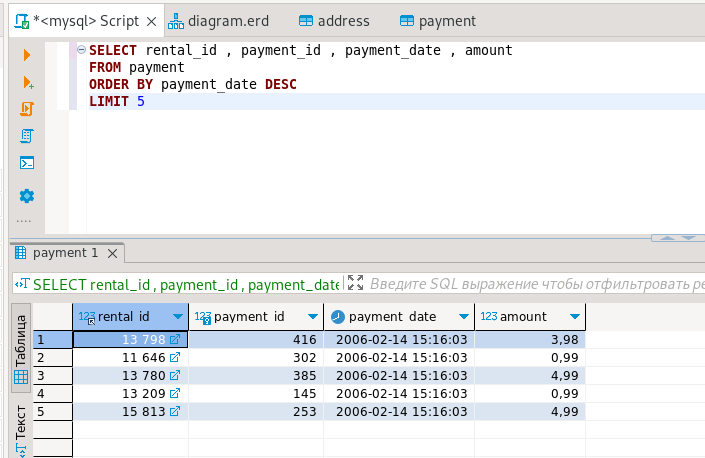 *<mysql> Script diagram.erd address payment
SELECT rental_id , payment_id , payment_date , amount
FROM payment
ORDER BY payment_date DESC
LIMIT 5
payment 1
SELECT rental_id , payment_id , payment_date Введите SQL выражение чтобы отфильтровать ре
Таблица
Текст
123 rental_id 123 payment_id payment_date 123 amount
1 13 798 416 2006-02-14 15:16:03 3,98
2 11 646 302 2006-02-14 15:16:03 0,99
3 13 780 385 2006-02-14 15:16:03 4,99
4 13 209 145 2006-02-14 15:16:03 0,99
5 15 813 253 2006-02-14 15:16:03 4,99